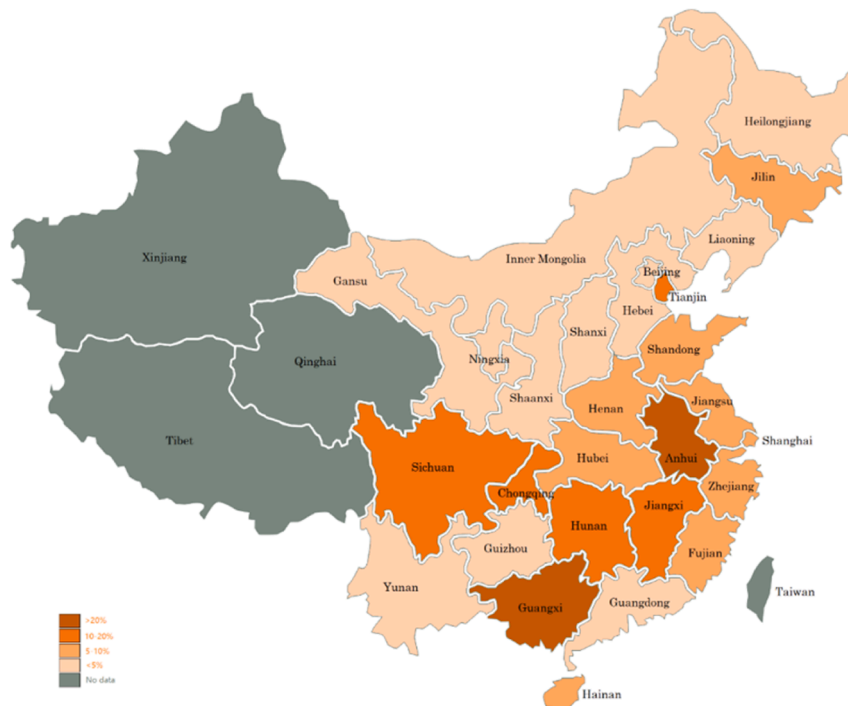 Heilongjiang
Jilin
Liaoning
Xinjiang
Inner Mongolia
Beijing
Gansu
Tianjin
Hebei
Shanxi
Ningxia
Qinghai
Shandong
Shaanxi
Jiangsu
Henan
Tibet
Shanghai
Anhui
Hubei
Sichuan
Zhejiang
Chongqing
Jiangxi
Hunan
Guizhou
Fujian
Yunan
Taiwan
Guangdong
Guangxi
>20%
10-20%
5-10%
<5%
No data
Hainan